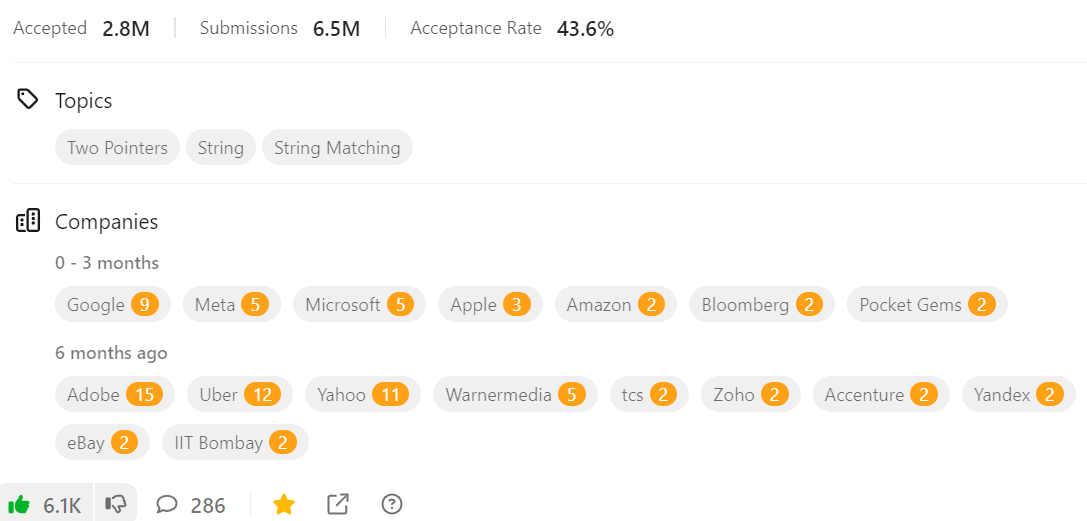 Accepted 2.8M Submissions 6.5M Acceptance Rate 43.6%
Topics
Two Pointers String String Matching
Companies
0 - 3 months
Google 9 Meta 5 Microsoft 5 Apple 3 Amazon 2 Bloomberg 2 Pocket Gems 2
6 months ago
Adobe 15 Uber 12 Yahoo 11 Warnermedia 5 tcs 2 Zoho 2 Accenture 2 Yandex 2
eBay 2 IIT Bombay 2
6.1K 286